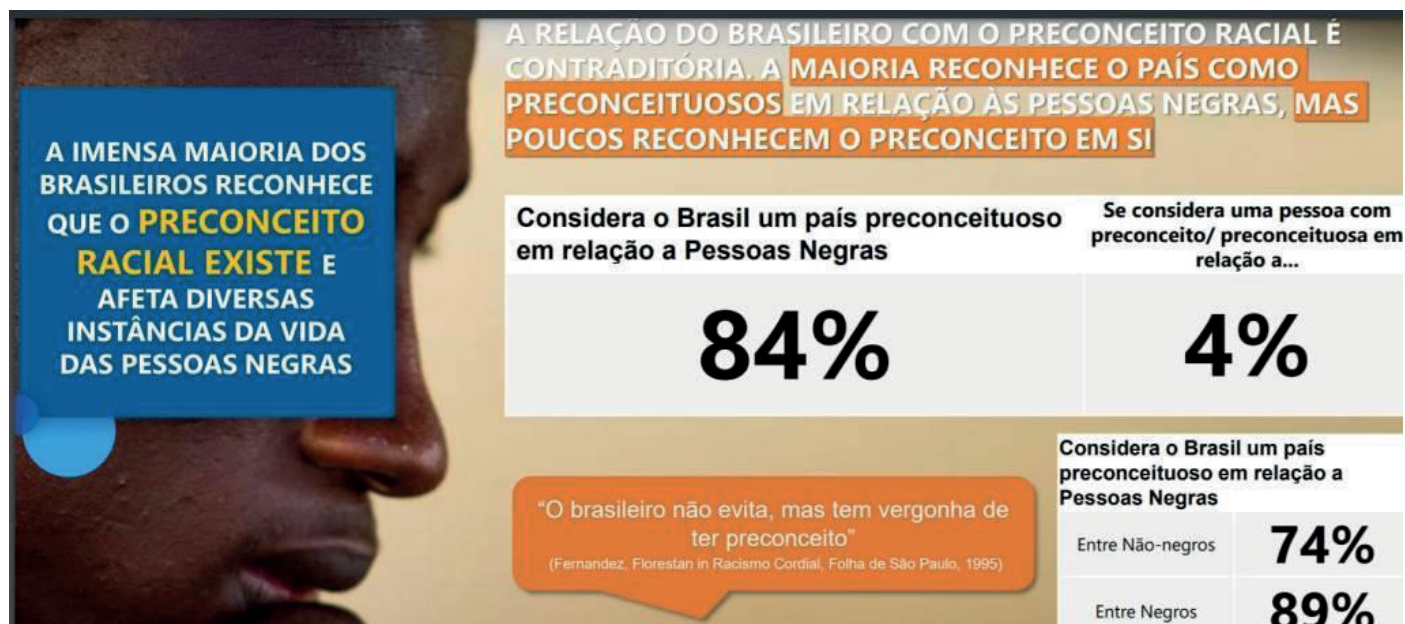 A IMENSA MAIORIA DOS
BRASILEIROS RECONHECE
QUE O PRECONCEITO
RACIAL EXISTE E
AFETA DIVERSAS
INSTÂNCIAS DA VIDA
DAS PESSOAS NEGRAS
A RELAÇÃO DO BRASILEIRO COM O PRECONCEITO RACIAL É
CONTRADITÓRIA. A MAIORIA RECONHECE O PAÍS COMO
PRECONCEITUOSOS EM RELAÇÃO ÀS PESSOAS NEGRAS, MAS
POUCOS RECONHECEM O PRECONCEITO EM SI
Considera o Brasil um país preconceituoso
em relação a Pessoas Negras
84%
Se considera uma pessoa com
preconceito/ preconceituosa em
relação a...
4%
"O brasileiro não evita, mas tem vergonha de
ter preconceito"
(Fernandez, Florestan in Racismo Cordial, Folha de São Paulo, 1995)
Considera o Brasil um país
preconceituoso em relação a
Pessoas Negras
Entre Não-negros 74%
Entre Negros 89%